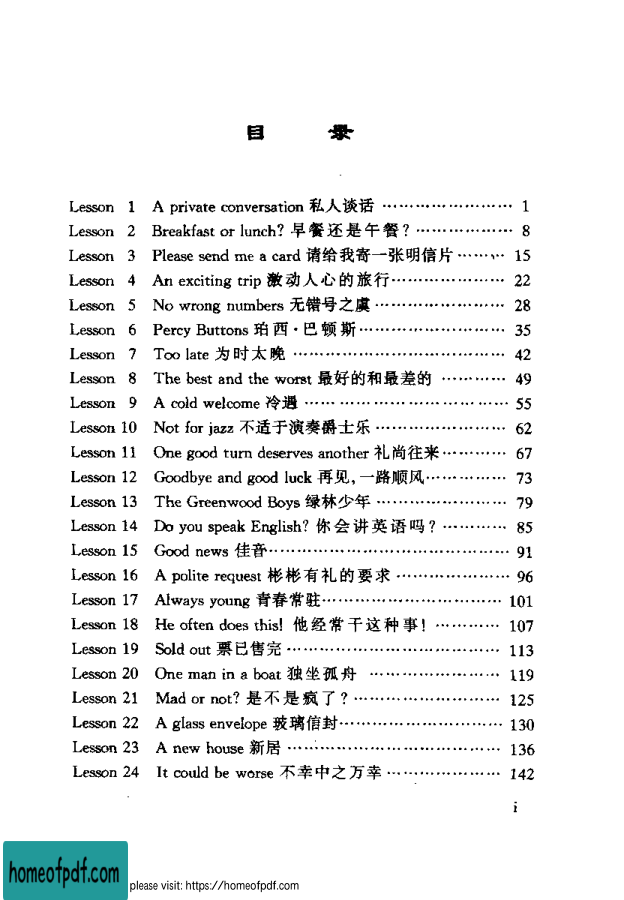 目 录
Lesson 1 A private conversation 私人谈话 …………………… 1
Lesson 2 Breakfast or lunch? 早餐还是午餐? ……………… 8
Lesson 3 Please send me a card 请给我寄一张明信片 ……… 15
Lesson 4 An exciting trip 激动人心的旅行………………… 22
Lesson 5 No wrong numbers 无错号之虞…………………… 28
Lesson 6 Percy Buttons 珀西·巴顿斯……………………… 35
Lesson 7 Too late 为时太晚 ……………………………… 42
Lesson 8 The best and the worst 最好的和最差的 ………… 49
Lesson 9 A cold welcome 冷遇 ……………………………… 55
Lesson 10 Not for jazz 不适于演奏爵士乐 …………………… 62
Lesson 11 One good turn deserves another 礼尚往来………… 67
Lesson 12 Goodbye and good luck 再见,一路顺风…………… 73
Lesson 13 The Greenwood Boys 绿林少年 …………………… 79
Lesson 14 Do you speak English? 你会讲英语吗? ………… 85
Lesson 15 Good news 佳音……………………………………… 91
Lesson 16 A polite request 彬彬有礼的要求 ………………… 96
Lesson 17 Always young 青春常驻…………………………… 101
Lesson 18 He often does this! 他经常干这种事! ………… 107
Lesson 19 Sold out 票已售完 ………………………………… 113
Lesson 20 One man in a boat 独坐孤舟 …………………… 119
Lesson 21 Mad or not? 是不是疯了? ……………………… 125
Lesson 22 A glass envelope 玻璃信封………………………… 130
Lesson 23 A new house 新居 ………………………………… 136
Lesson 24 It could be worse 不幸中之万幸 ………………… 142
i
homeofpdf.com
please visit: https://homeofpdf.com